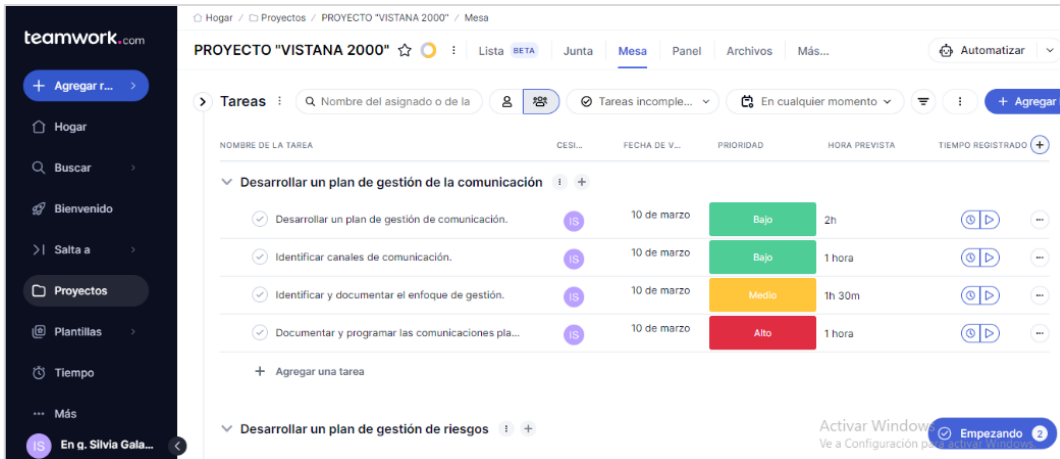 teamwork.com
+ Agregar r...
Hogar
Buscar
Bienvenido
Salta a
Proyectos
Plantillas
Tiempo
Más
IS En g. Silvia Gala...
Hogar / Proyectos / PROYECTO "VISTANA 2000" / Mesa
PROYECTO "VISTANA 2000" Lista BETA Junta Mesa Panel Archivos Más... Automatizar
Tareas Nombre del asignado o de la Tareas incomple... En cualquier momento + Agregar
NOMBRE DE LA TAREA CESI... FECHA DE V... PRIORIDAD HORA PREVISTA TIEMPO REGISTRADO
Desarrollar un plan de gestión de la comunicación
Desarrollar un plan de gestión de comunicación. IS 10 de marzo Bajo 2h
Identificar canales de comunicación. IS 10 de marzo Bajo 1 hora
Identificar y documentar el enfoque de gestión. IS 10 de marzo Medio 1h 30m
Documentar y programar las comunicaciones pla... IS 10 de marzo Alto 1 hora
+ Agregar una tarea
Desarrollar un plan de gestión de riesgos
Activar Windows
Ve a Configuración para activar Windows.
Empezando 2